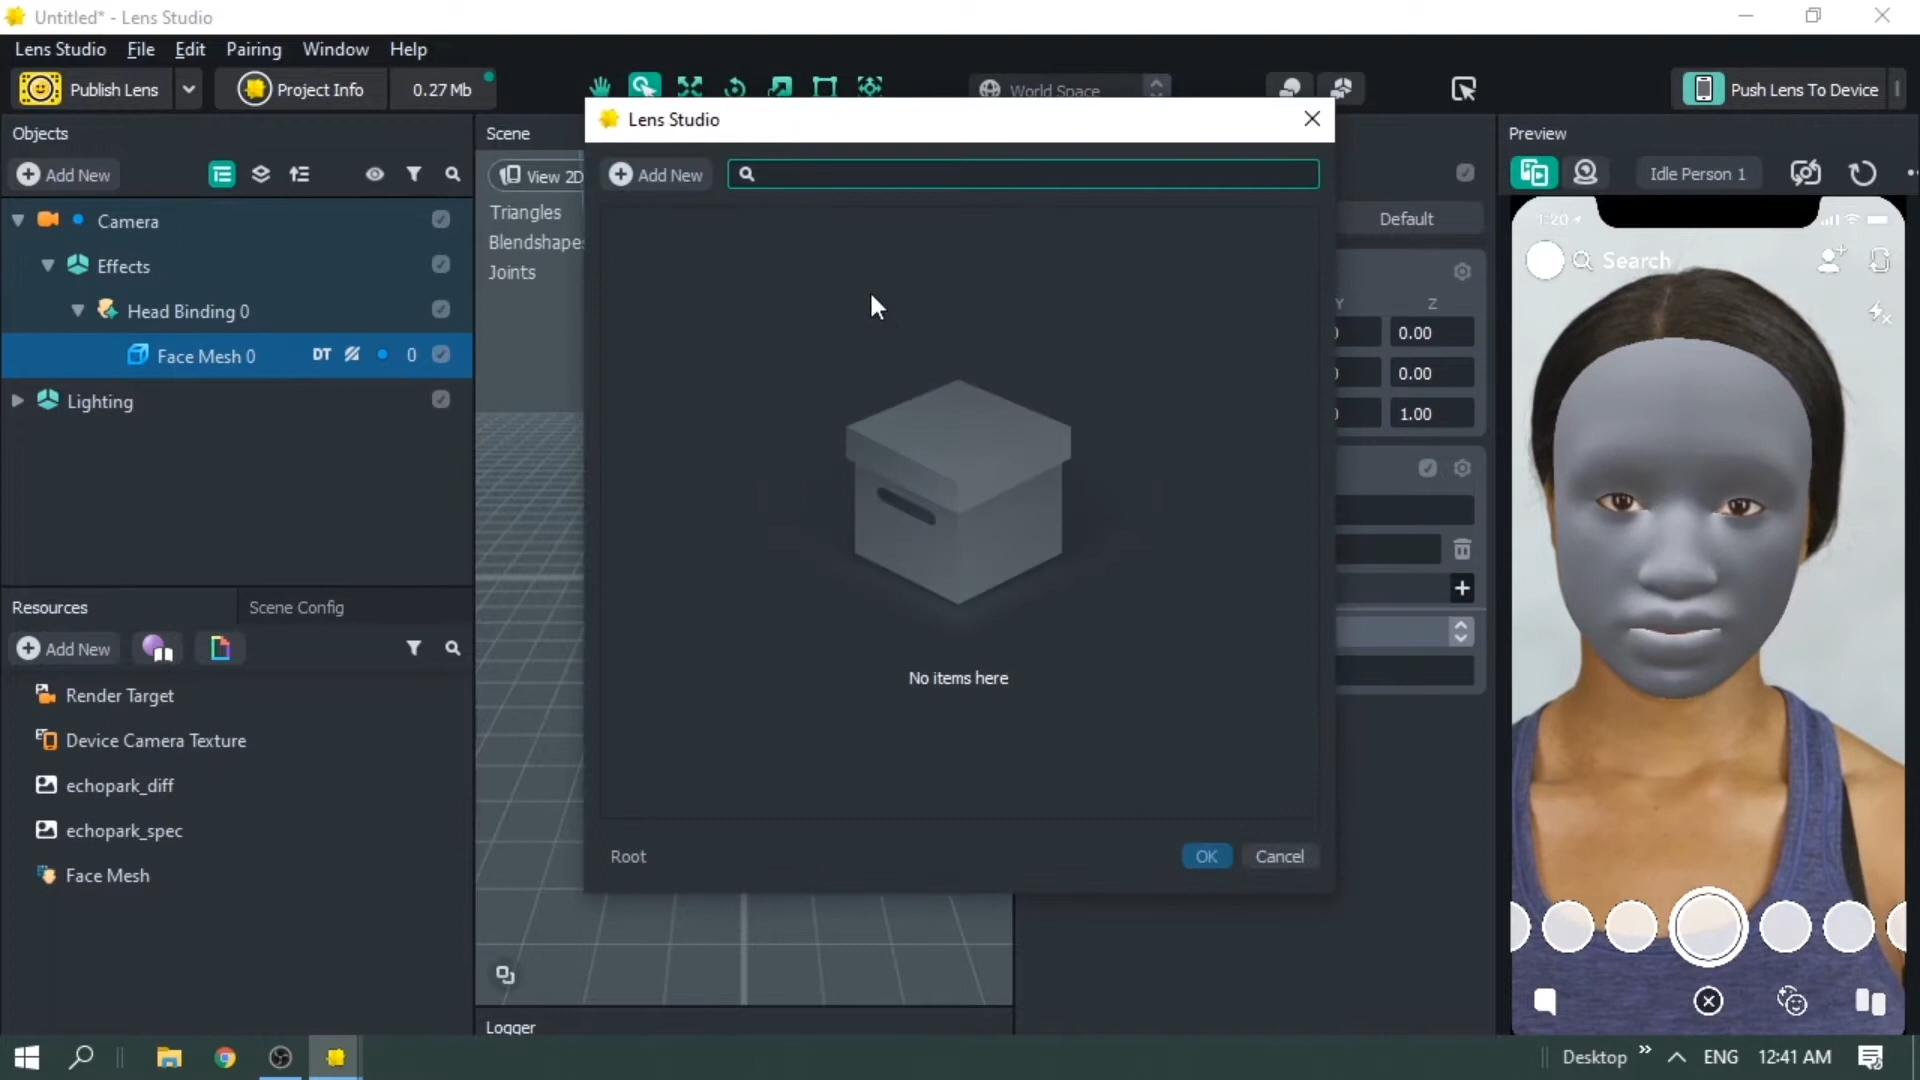 Untitled* - Lens Studio
Lens Studio File Edit Pairing Window Help
Publish Lens Project Info 0.27 Mb World Space Push Lens To Device
Objects
Add New
Camera
Effects
Head Binding 0
Face Mesh 0 DT 0
Lighting
Resources Scene Config
Add New
Render Target
Device Camera Texture
echopark_diff
echopark_spec
Face Mesh
Scene
View 2D
Triangles
Blendshapes
Joints
Logger
Lens Studio
Add New
No items here
Root OK Cancel
Default
Y Z
0.00
0.00
1.00
Preview
Idle Person 1
1:20
Search
Desktop ENG 12:41 AM